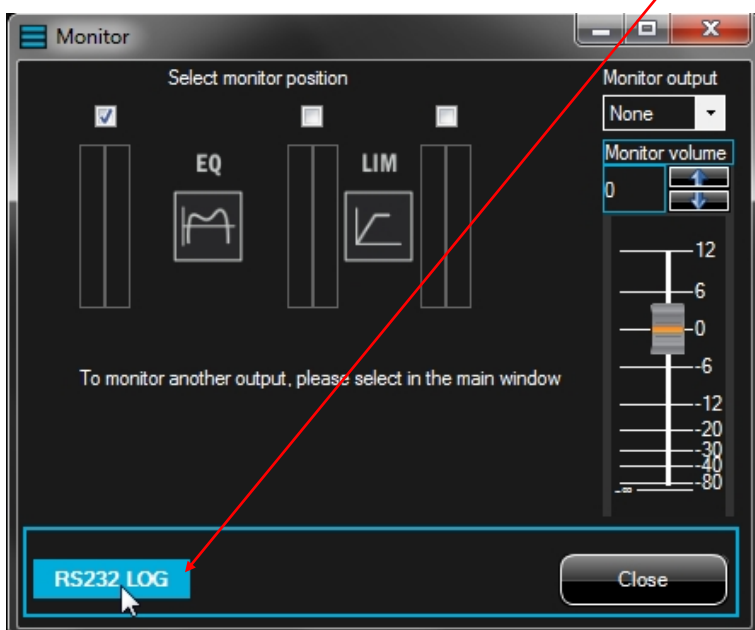 Monitor
Select monitor position
Monitor output
None
EQ
LIM
Monitor volume
0
12
6
0
-6
-12
-20
-30
-40
-80
-∞
To monitor another output, please select in the main window
RS232 LOG
Close